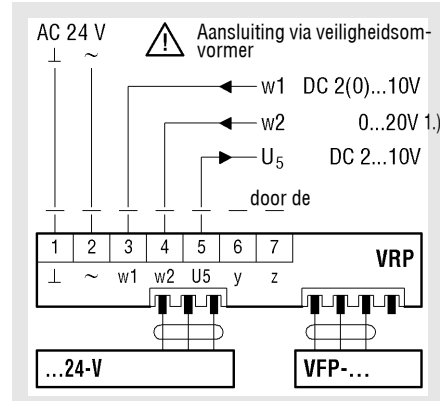 AC 24 V
⊥ ~
Aansluiting via veiligheidsom-
vormer
w1 DC 2(0)...10V
w2 0...20V 1.)
U5 DC 2...10V
door de
1 2 3 4 5 6 7
VRP
⊥ ~ w1 w2 U5 y z
...24-V
VFP-...